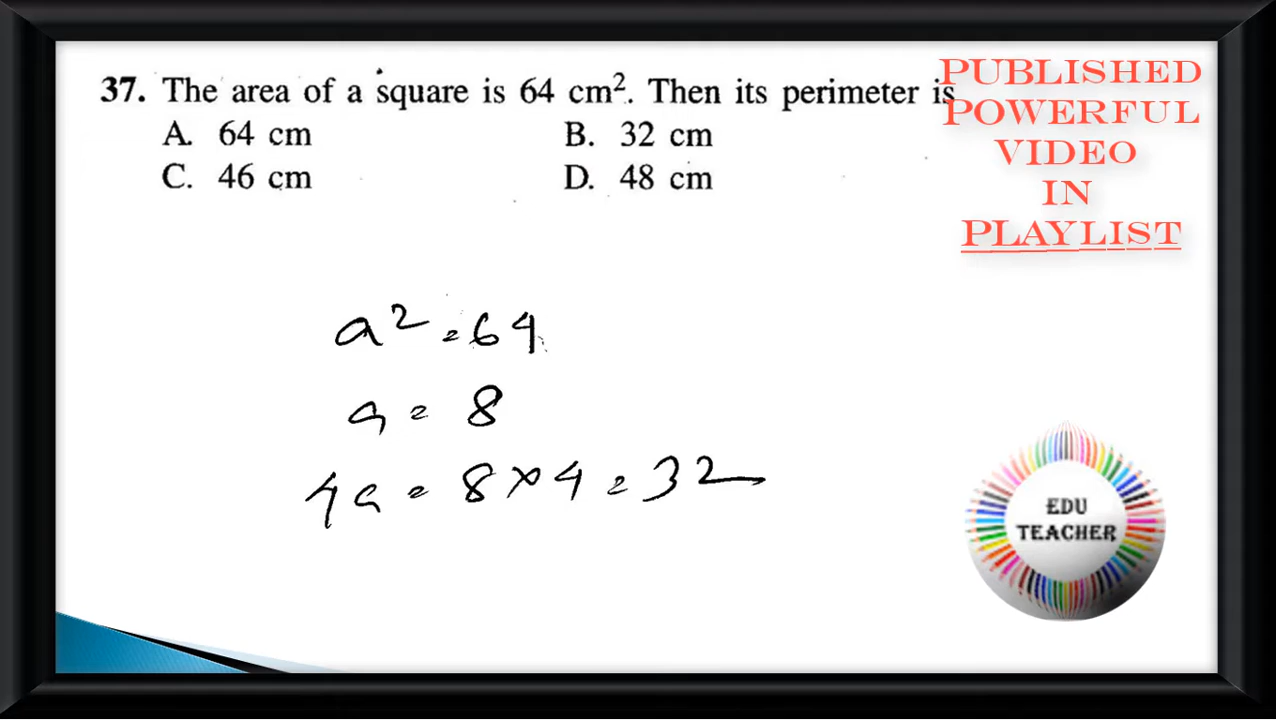 37. The area of a square is 64 cm². Then its perimeter is
A. 64 cm B. 32 cm
C. 46 cm D. 48 cm
PUBLISHED
POWERFUL
VIDEO
IN
PLAYLIST
a² = 64
a = 8
4a = 8 × 4 = 32
EDU
TEACHER